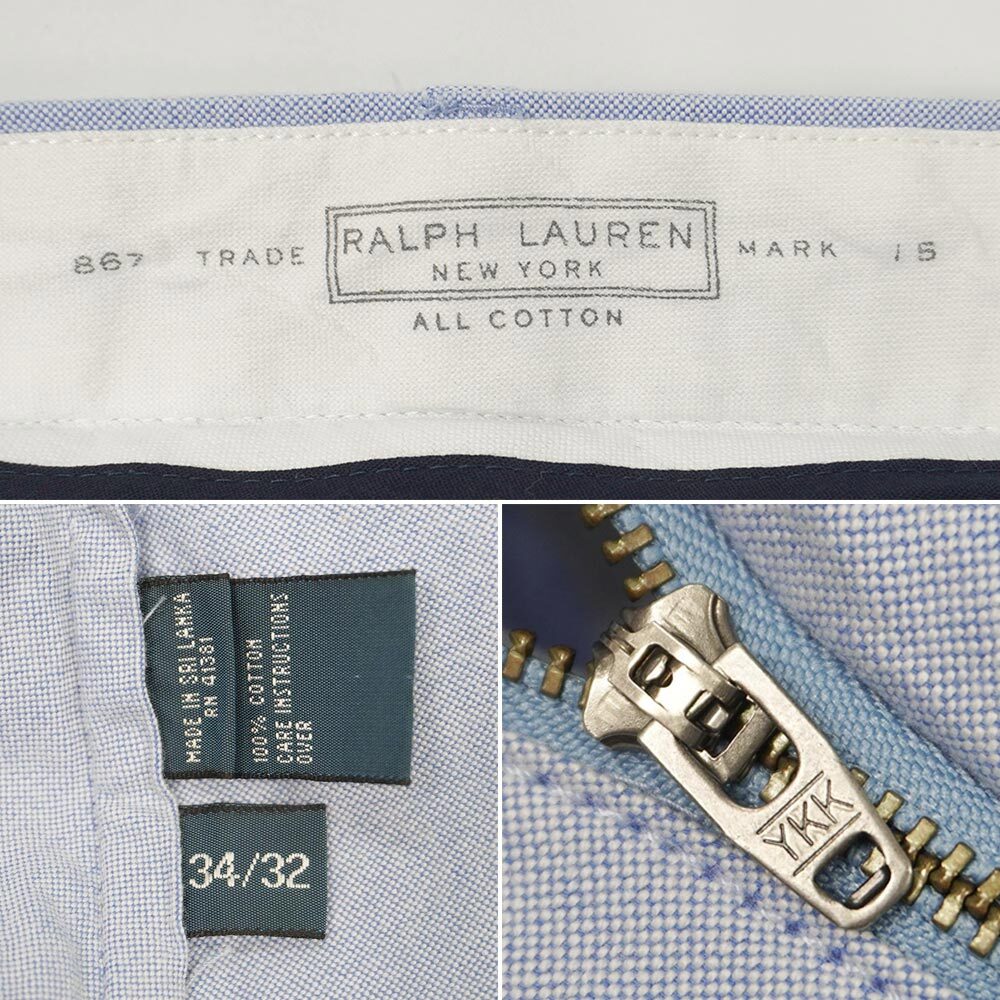 867 TRADE RALPH LAUREN MARK 15
NEW YORK
ALL COTTON
MADE IN SRI LANKA
RN 41381
100% COTTON
CARE INSTRUCTIONS
OVER
34/32
YKK